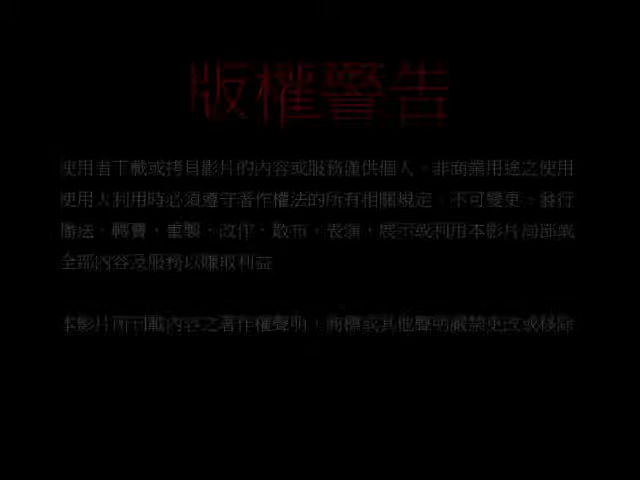 版權警告
使用者下載或拷貝影片的內容或服務僅供個人、非商業用途之使用
使用人利用時必須遵守著作權法的所有相關規定，不可變更、發行
播送、轉賣、重製、改作、散布、表演、展示或利用本影片局部或
全部內容及服務以賺取利益
本影片所刊載內容之著作權聲明，商標或其他聲明嚴禁更改或移除